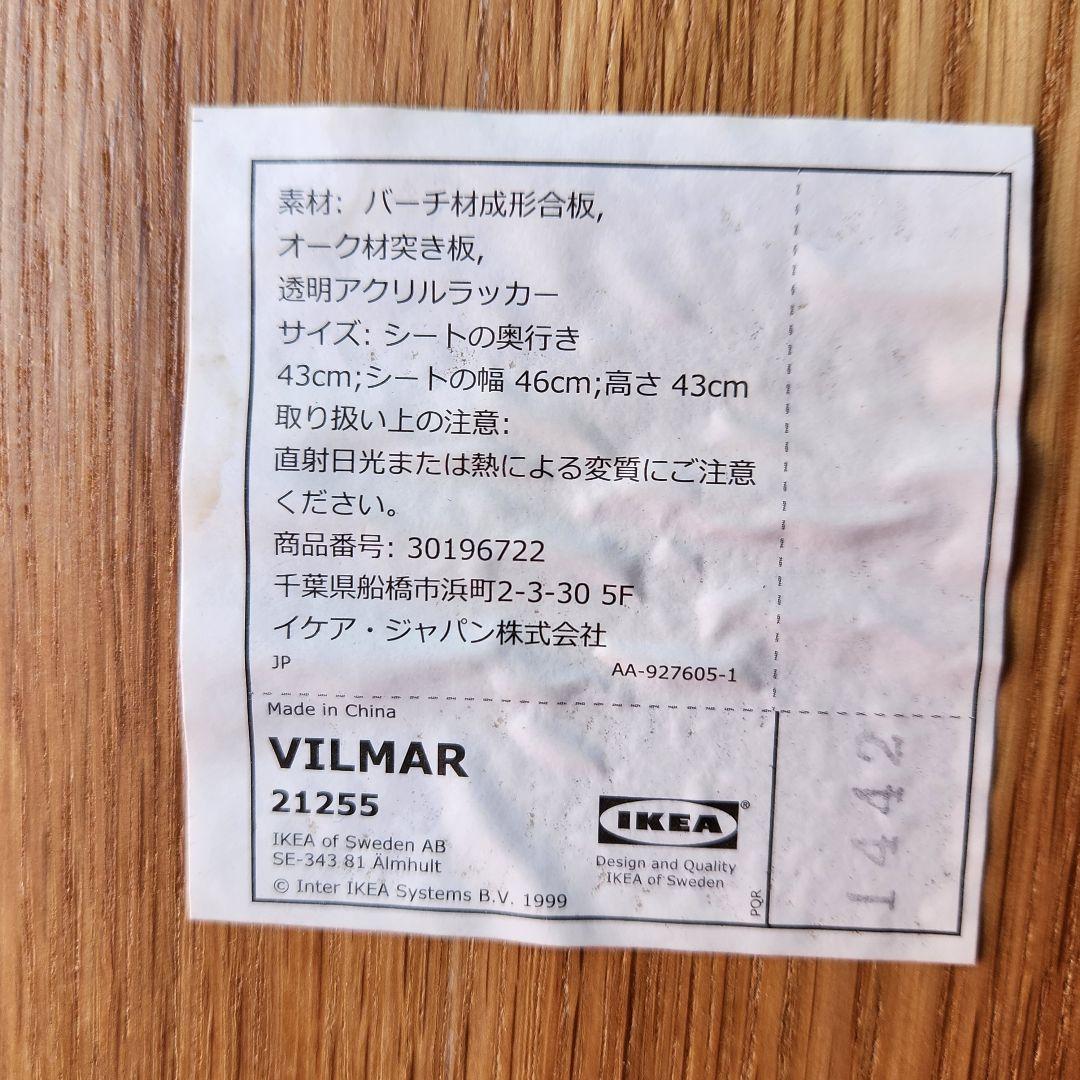 素材: バーチ材成形合板,
オーク材突き板,
透明アクリルラッカー
サイズ: シートの奥行き
43cm;シートの幅 46cm;高さ 43cm
取り扱い上の注意:
直射日光または熱による変質にご注意
ください。
商品番号: 30196722
千葉県船橋市浜町2-3-30 5F
イケア・ジャパン株式会社
JP AA-927605-1
Made in China
VILMAR
21255
IKEA of Sweden AB
SE-343 81 Älmhult
© Inter IKEA Systems B.V. 1999
IKEA®
Design and Quality
IKEA of Sweden
PQR
1442